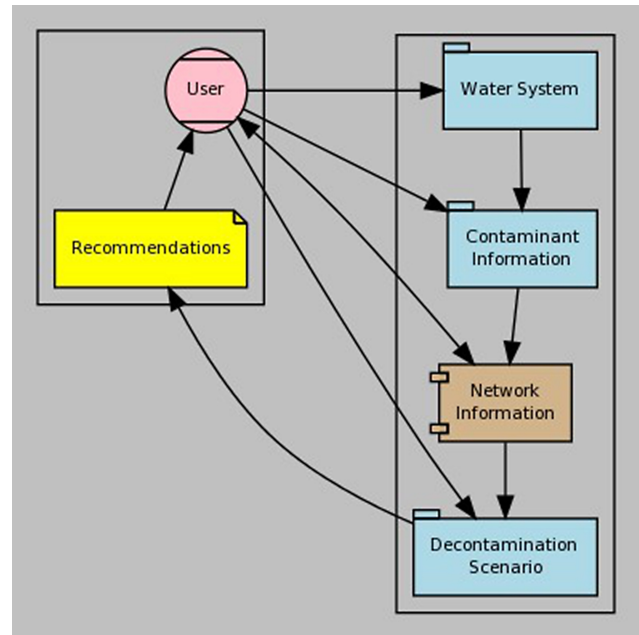 User
Water System
Recommendations
Contaminant
Information
Network
Information
Decontamination
Scenario